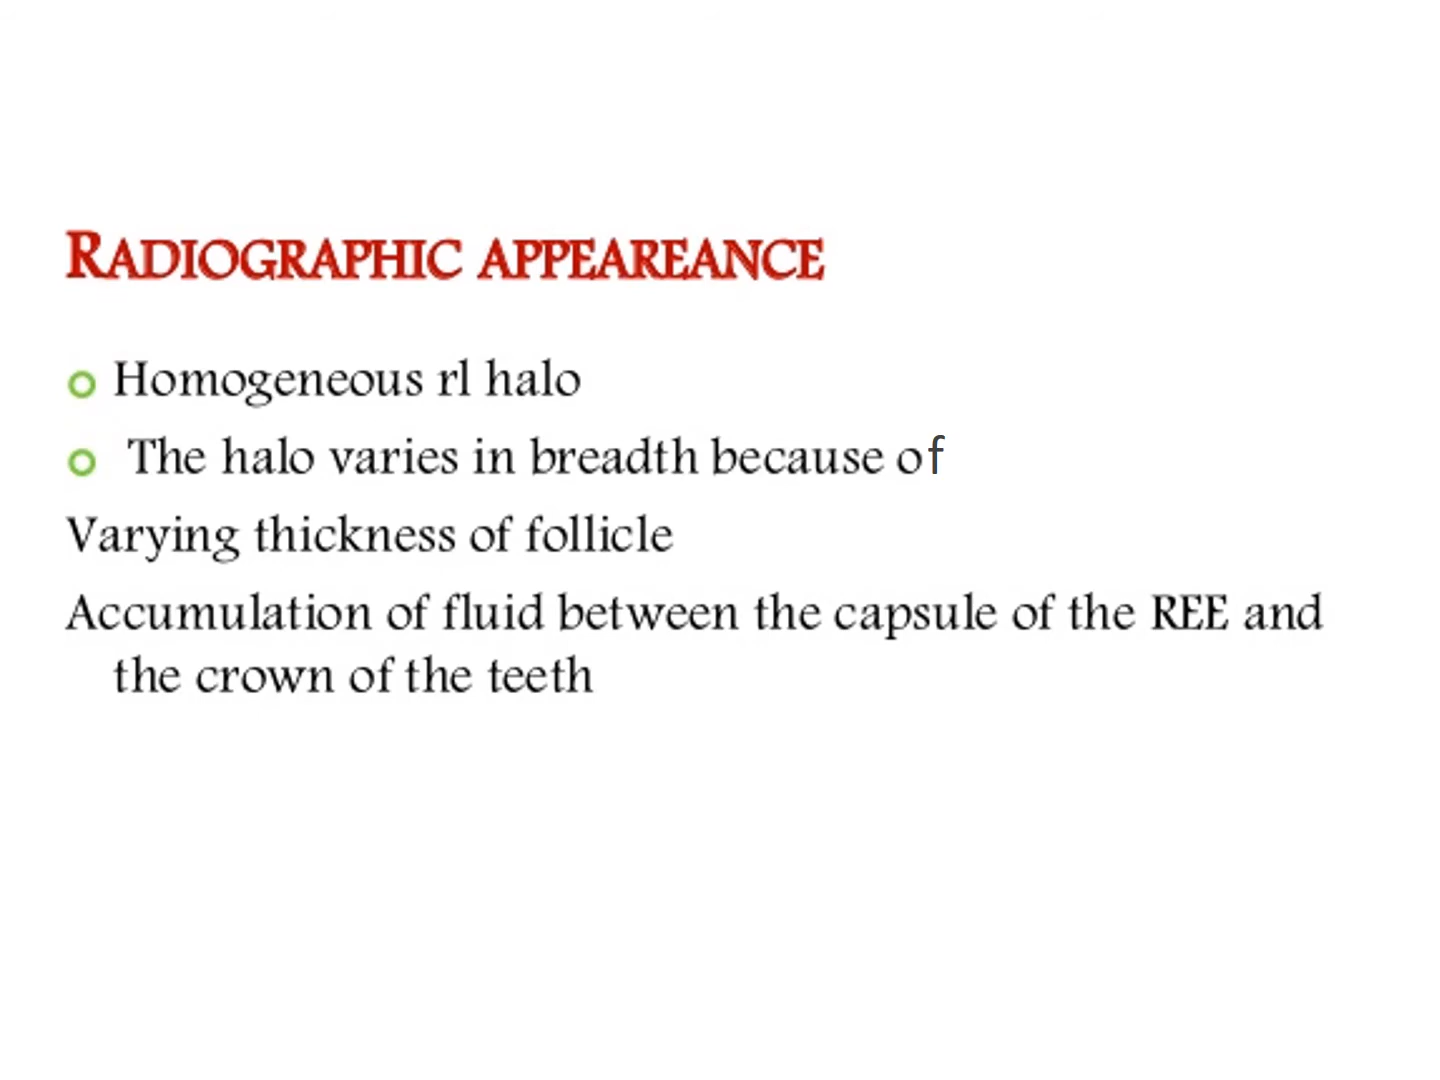 RADIOGRAPHIC APPEAREANCE
Homogeneous rl halo
The halo varies in breadth because of
Varying thickness of follicle
Accumulation of fluid between the capsule of the REE and
the crown of the teeth